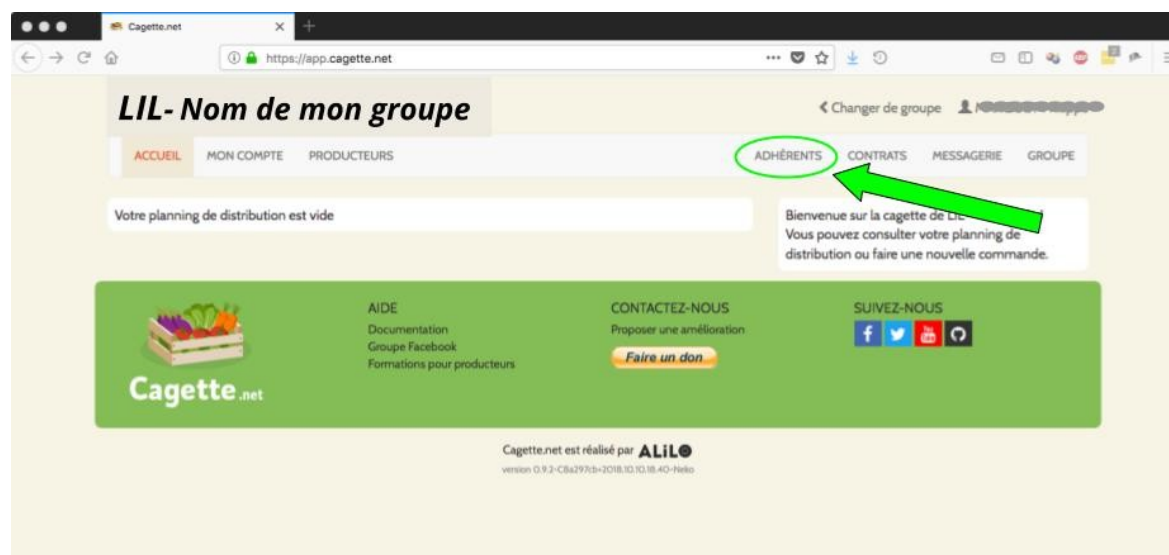 Cagette.net
https://app.cagette.net
LIL- Nom de mon groupe
Changer de groupe
ACCUEIL MON COMPTE PRODUCTEURS ADHÉRENTS CONTRATS MESSAGERIE GROUPE
Votre planning de distribution est vide
Bienvenue sur la cagette de
Vous pouvez consulter votre planning de
distribution ou faire une nouvelle commande.
AIDE
Documentation
Groupe Facebook
Formations pour producteurs
CONTACTEZ-NOUS
Proposer une amélioration
Faire un don
SUIVEZ-NOUS
You
Cagette.net
Cagette.net est réalisé par ALiLO